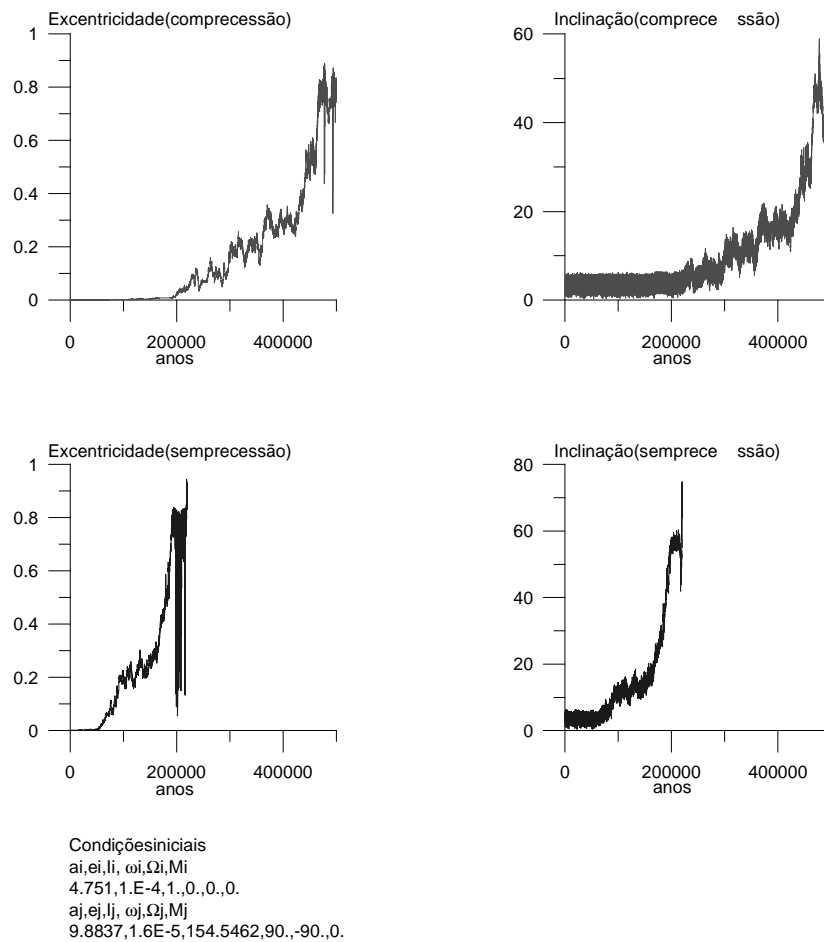 Excentricidade(comprecessão)
1
0.8
0.6
0.4
0.2
0
0 200000 400000
anos
Inclinação(comprece ssão)
60
40
20
0
0 200000 400000
anos
Excentricidade(semprecessão)
1
0.8
0.6
0.4
0.2
0
0 200000 400000
anos
Inclinação(semprece ssão)
80
60
40
20
0
0 200000 400000
anos
Condiçõesiniciais
ai,ei,Ii, ωi,Ωi,Mi
4.751,1.E-4,1.,0.,0.,0.
aj,ej,Ij, ωj,Ωj,Mj
9.8837,1.6E-5,154.5462,90.,-90.,0.